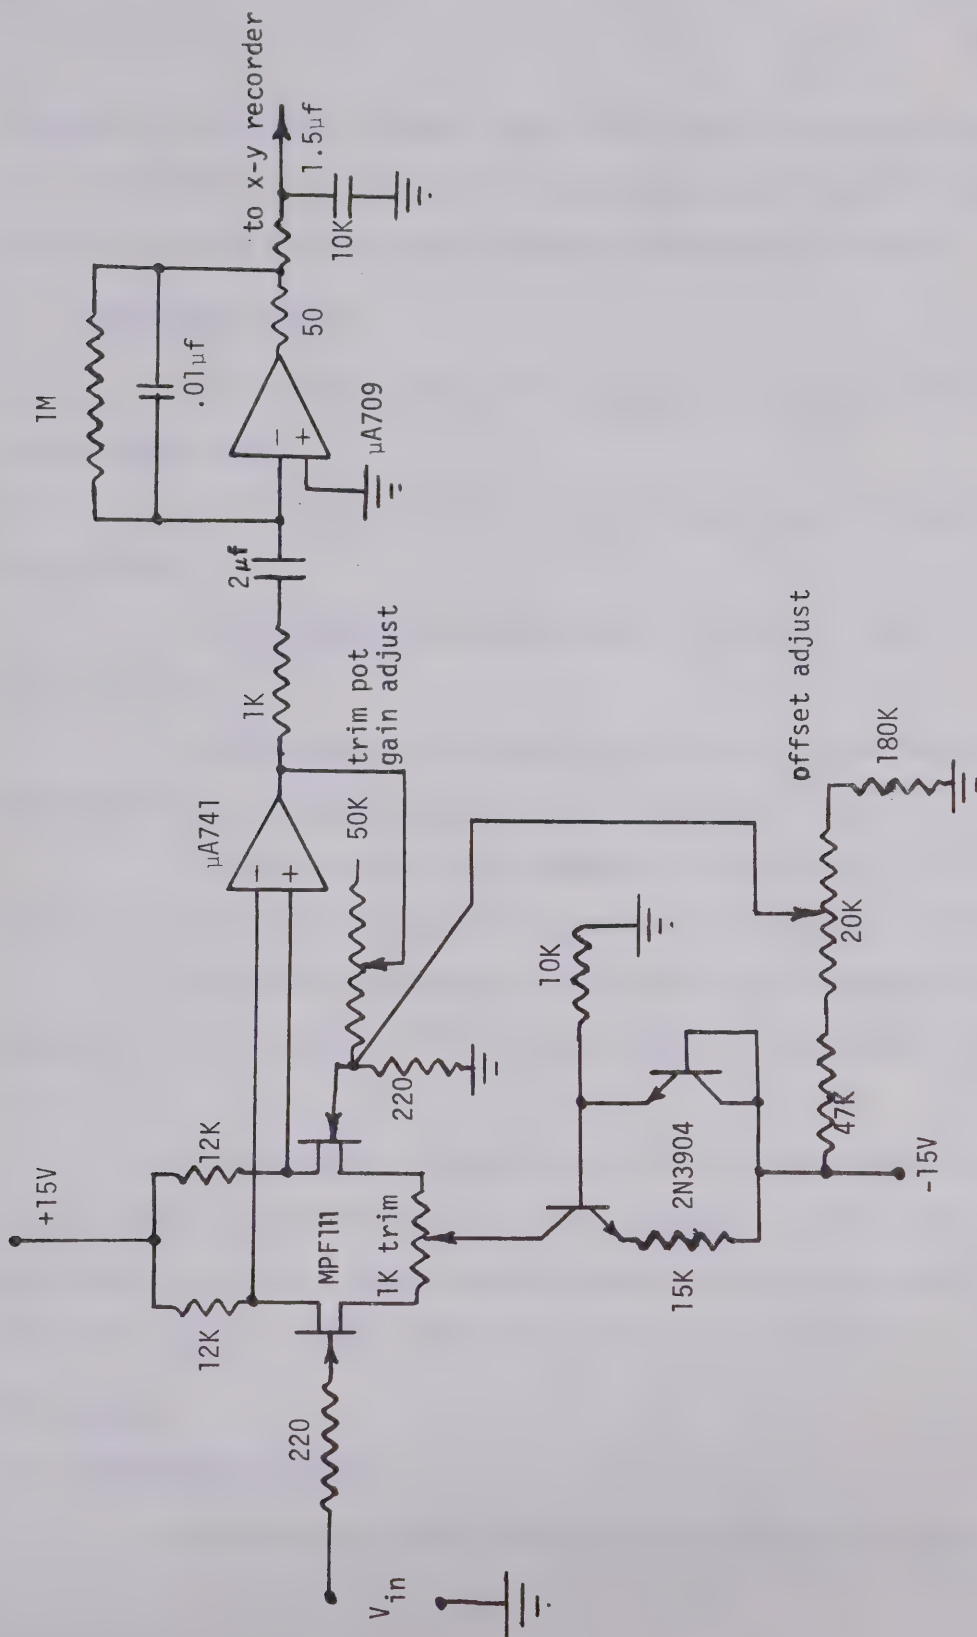 +15V
12K
12K
220
V in
MPF111
1K trim
15K
2N3904
-15V
47K
20K
offset adjust
180K
10K
220
50K
trim pot
gain adjust
μA741
−
+
1K
2μf
1M
.01μf
−
+
μA709
50
10K
1.5μf
to x-y recorder